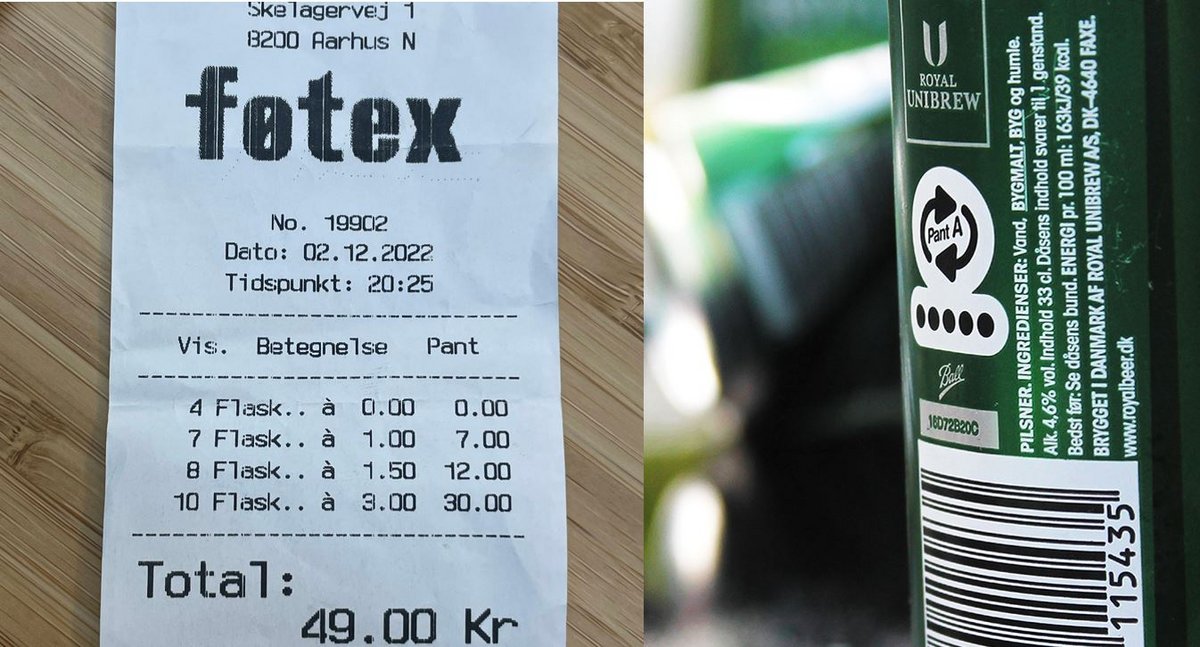 Skelagervej 1
8200 Aarhus N
føtex
No. 19902
Dato: 02.12.2022
Tidspunkt: 20:25
Vis. Betegnelse Pant
4 Flask.. à 0.00 0.00
7 Flask.. à 1.00 7.00
8 Flask.. à 1.50 12.00
10 Flask.. à 3.00 30.00
Total:
49.00 Kr
ROYAL
UNIBREW
Pant A
Ball
16D72B20C
PILSNER. INGREDIENSER: Vand, BYGMALT, BYG og humle.
Alk. 4,6% vol. Indhold 33 cl. Dåsens indhold svarer til 1 genstand.
Bedst før: Se dåsens bund. ENERGI pr. 100 ml: 163kJ/39 kcal.
BRYGGET I DANMARK AF ROYAL UNIBREW A/S, DK-4640 FAXE.
www.royalbeer.dk
115435